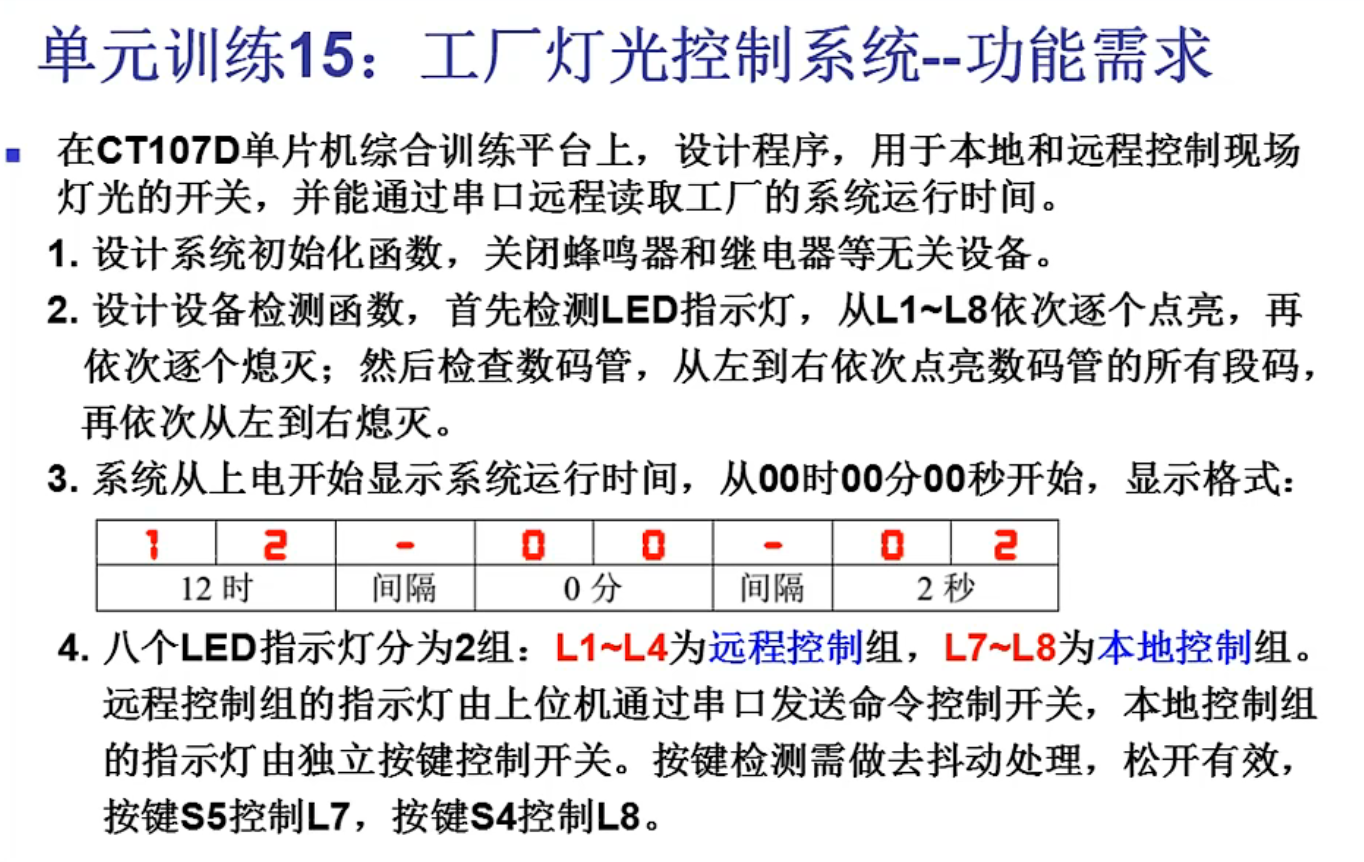 单元训练15：工厂灯光控制系统--功能需求
在CT107D单片机综合训练平台上，设计程序，用于本地和远程控制现场
灯光的开关，并能通过串口远程读取工厂的系统运行时间。
1. 设计系统初始化函数，关闭蜂鸣器和继电器等无关设备。
2. 设计设备检测函数，首先检测LED指示灯，从L1~L8依次逐个点亮，再
依次逐个熄灭；然后检查数码管，从左到右依次点亮数码管的所有段码，
再依次从左到右熄灭。
3. 系统从上电开始显示系统运行时间，从00时00分00秒开始，显示格式：
1 2 - 0 0 - 0 2
12 时 间隔 0 分 间隔 2 秒
4. 八个LED指示灯分为2组：L1~L4为远程控制组，L7~L8为本地控制组。
远程控制组的指示灯由上位机通过串口发送命令控制开关，本地控制组
的指示灯由独立按键控制开关。按键检测需做去抖动处理，松开有效，
按键S5控制L7，按键S4控制L8。